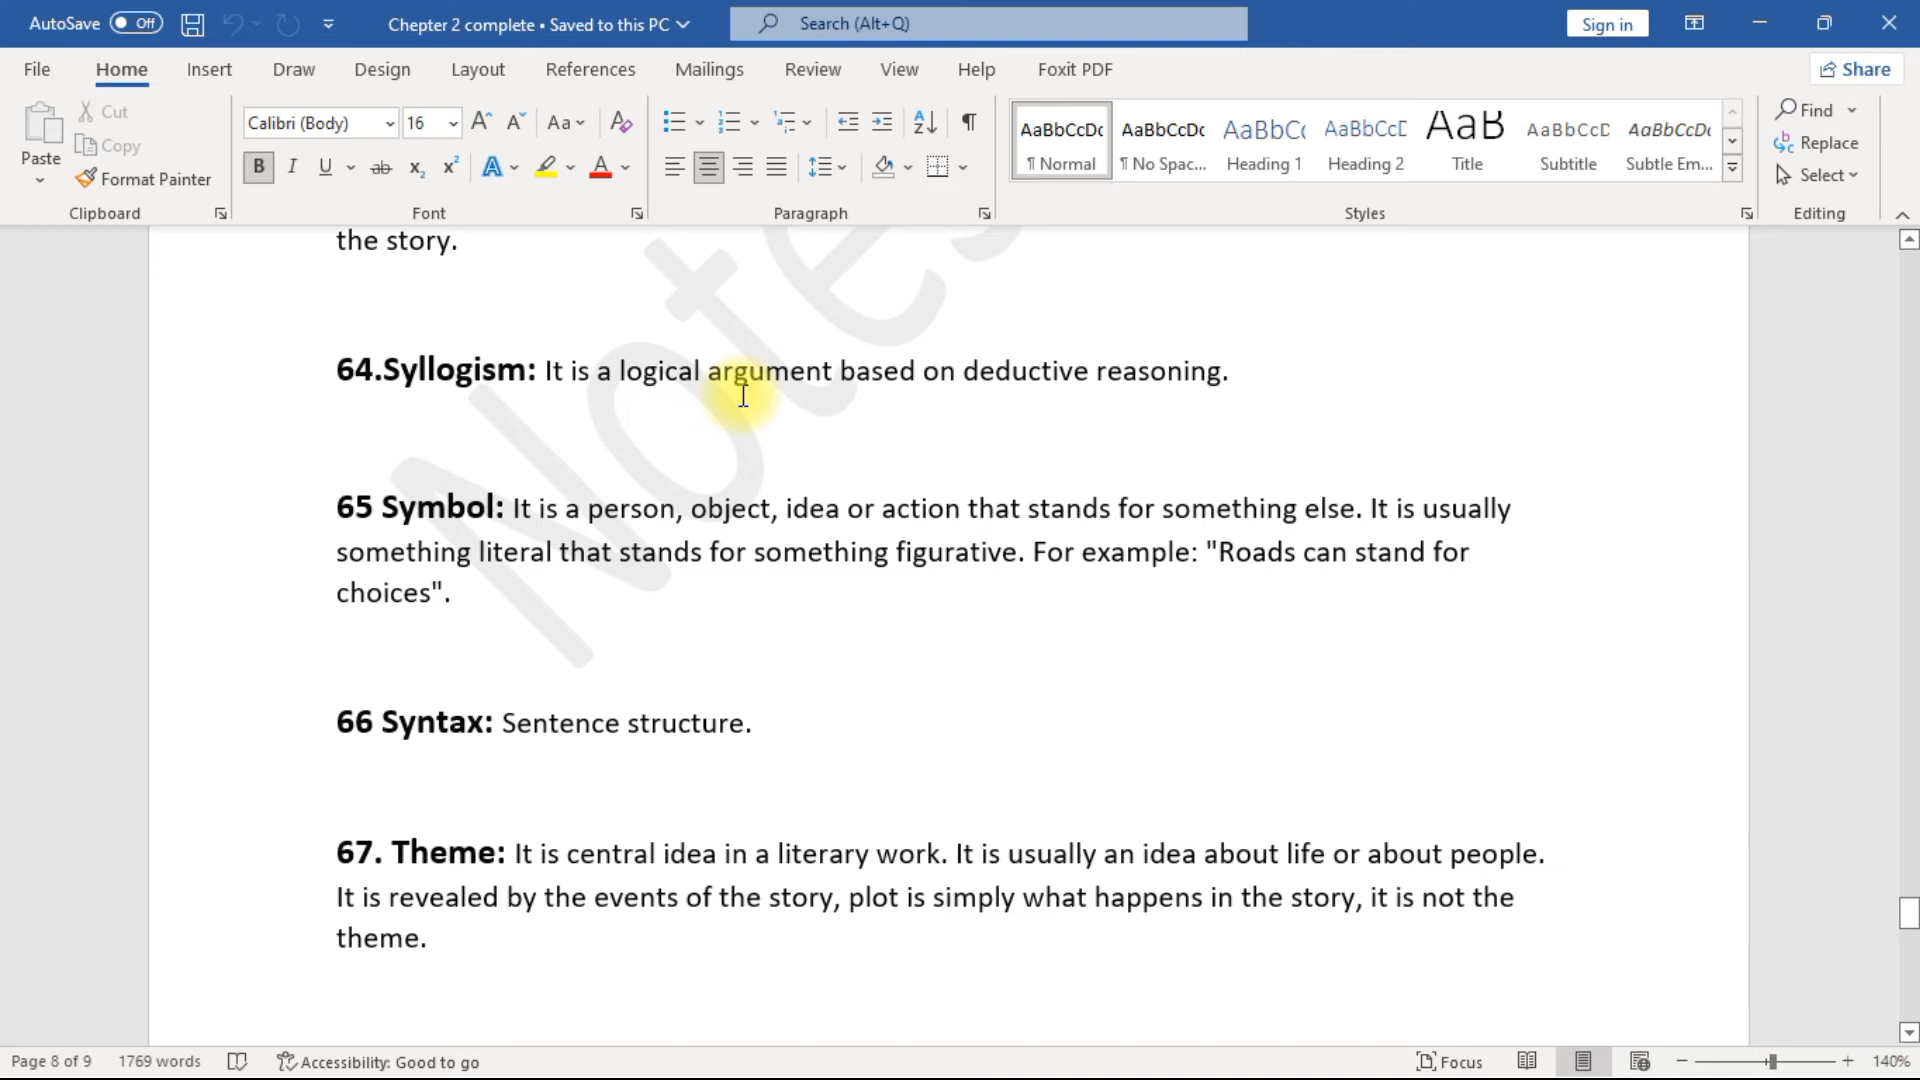 AutoSave Off Chepter 2 complete • Saved to this PC Search (Alt+Q) Sign in
File Home Insert Draw Design Layout References Mailings Review View Help Foxit PDF Share
Paste Cut Copy Format Painter Clipboard
Calibri (Body) 16 Font
Paragraph
AaBbCcDc AaBbCcDc AaBbCc AaBbCcD AaB AaBbCcD AaBbCcDc
¶ Normal ¶ No Spac... Heading 1 Heading 2 Title Subtitle Subtle Em...
Styles
Find
Replace
Select
Editing
the story.
64.Syllogism: It is a logical argument based on deductive reasoning.
65 Symbol: It is a person, object, idea or action that stands for something else. It is usually
something literal that stands for something figurative. For example: "Roads can stand for
choices".
66 Syntax: Sentence structure.
67. Theme: It is central idea in a literary work. It is usually an idea about life or about people.
It is revealed by the events of the story, plot is simply what happens in the story, it is not the
theme.
Notes
Page 8 of 9 1769 words Accessibility: Good to go Focus 140%